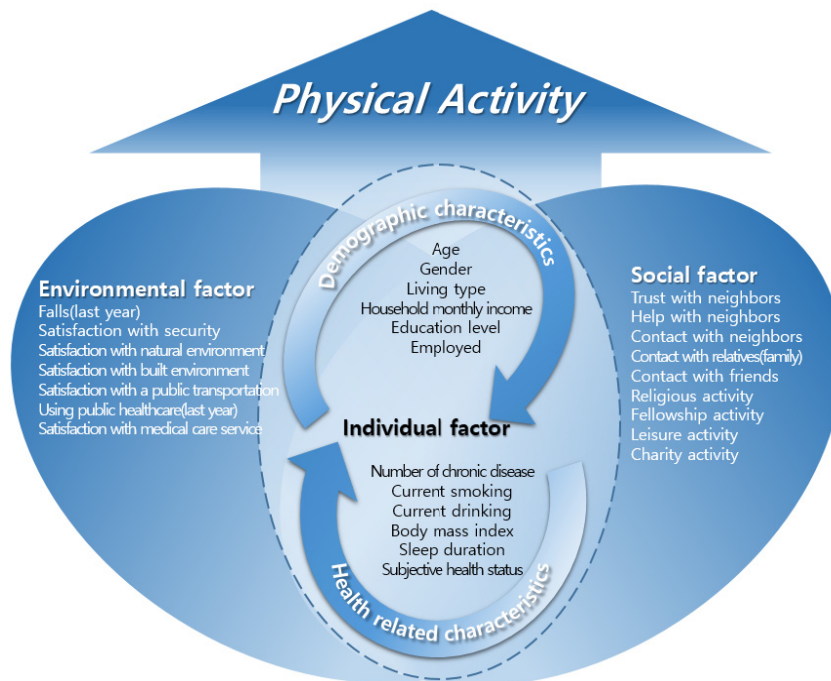 Physical Activity
Demographic characteristics
Age
Gender
Living type
Household monthly income
Education level
Employed
Environmental factor
Falls(last year)
Satisfaction with security
Satisfaction with natural environment
Satisfaction with built environment
Satisfaction with a public transportation
Using public healthcare(last year)
Satisfaction with medical care service
Social factor
Trust with neighbors
Help with neighbors
Contact with neighbors
Contact with relatives(family)
Contact with friends
Religious activity
Fellowship activity
Leisure activity
Charity activity
Individual factor
Number of chronic disease
Current smoking
Current drinking
Body mass index
Sleep duration
Subjective health status
Health related characteristics